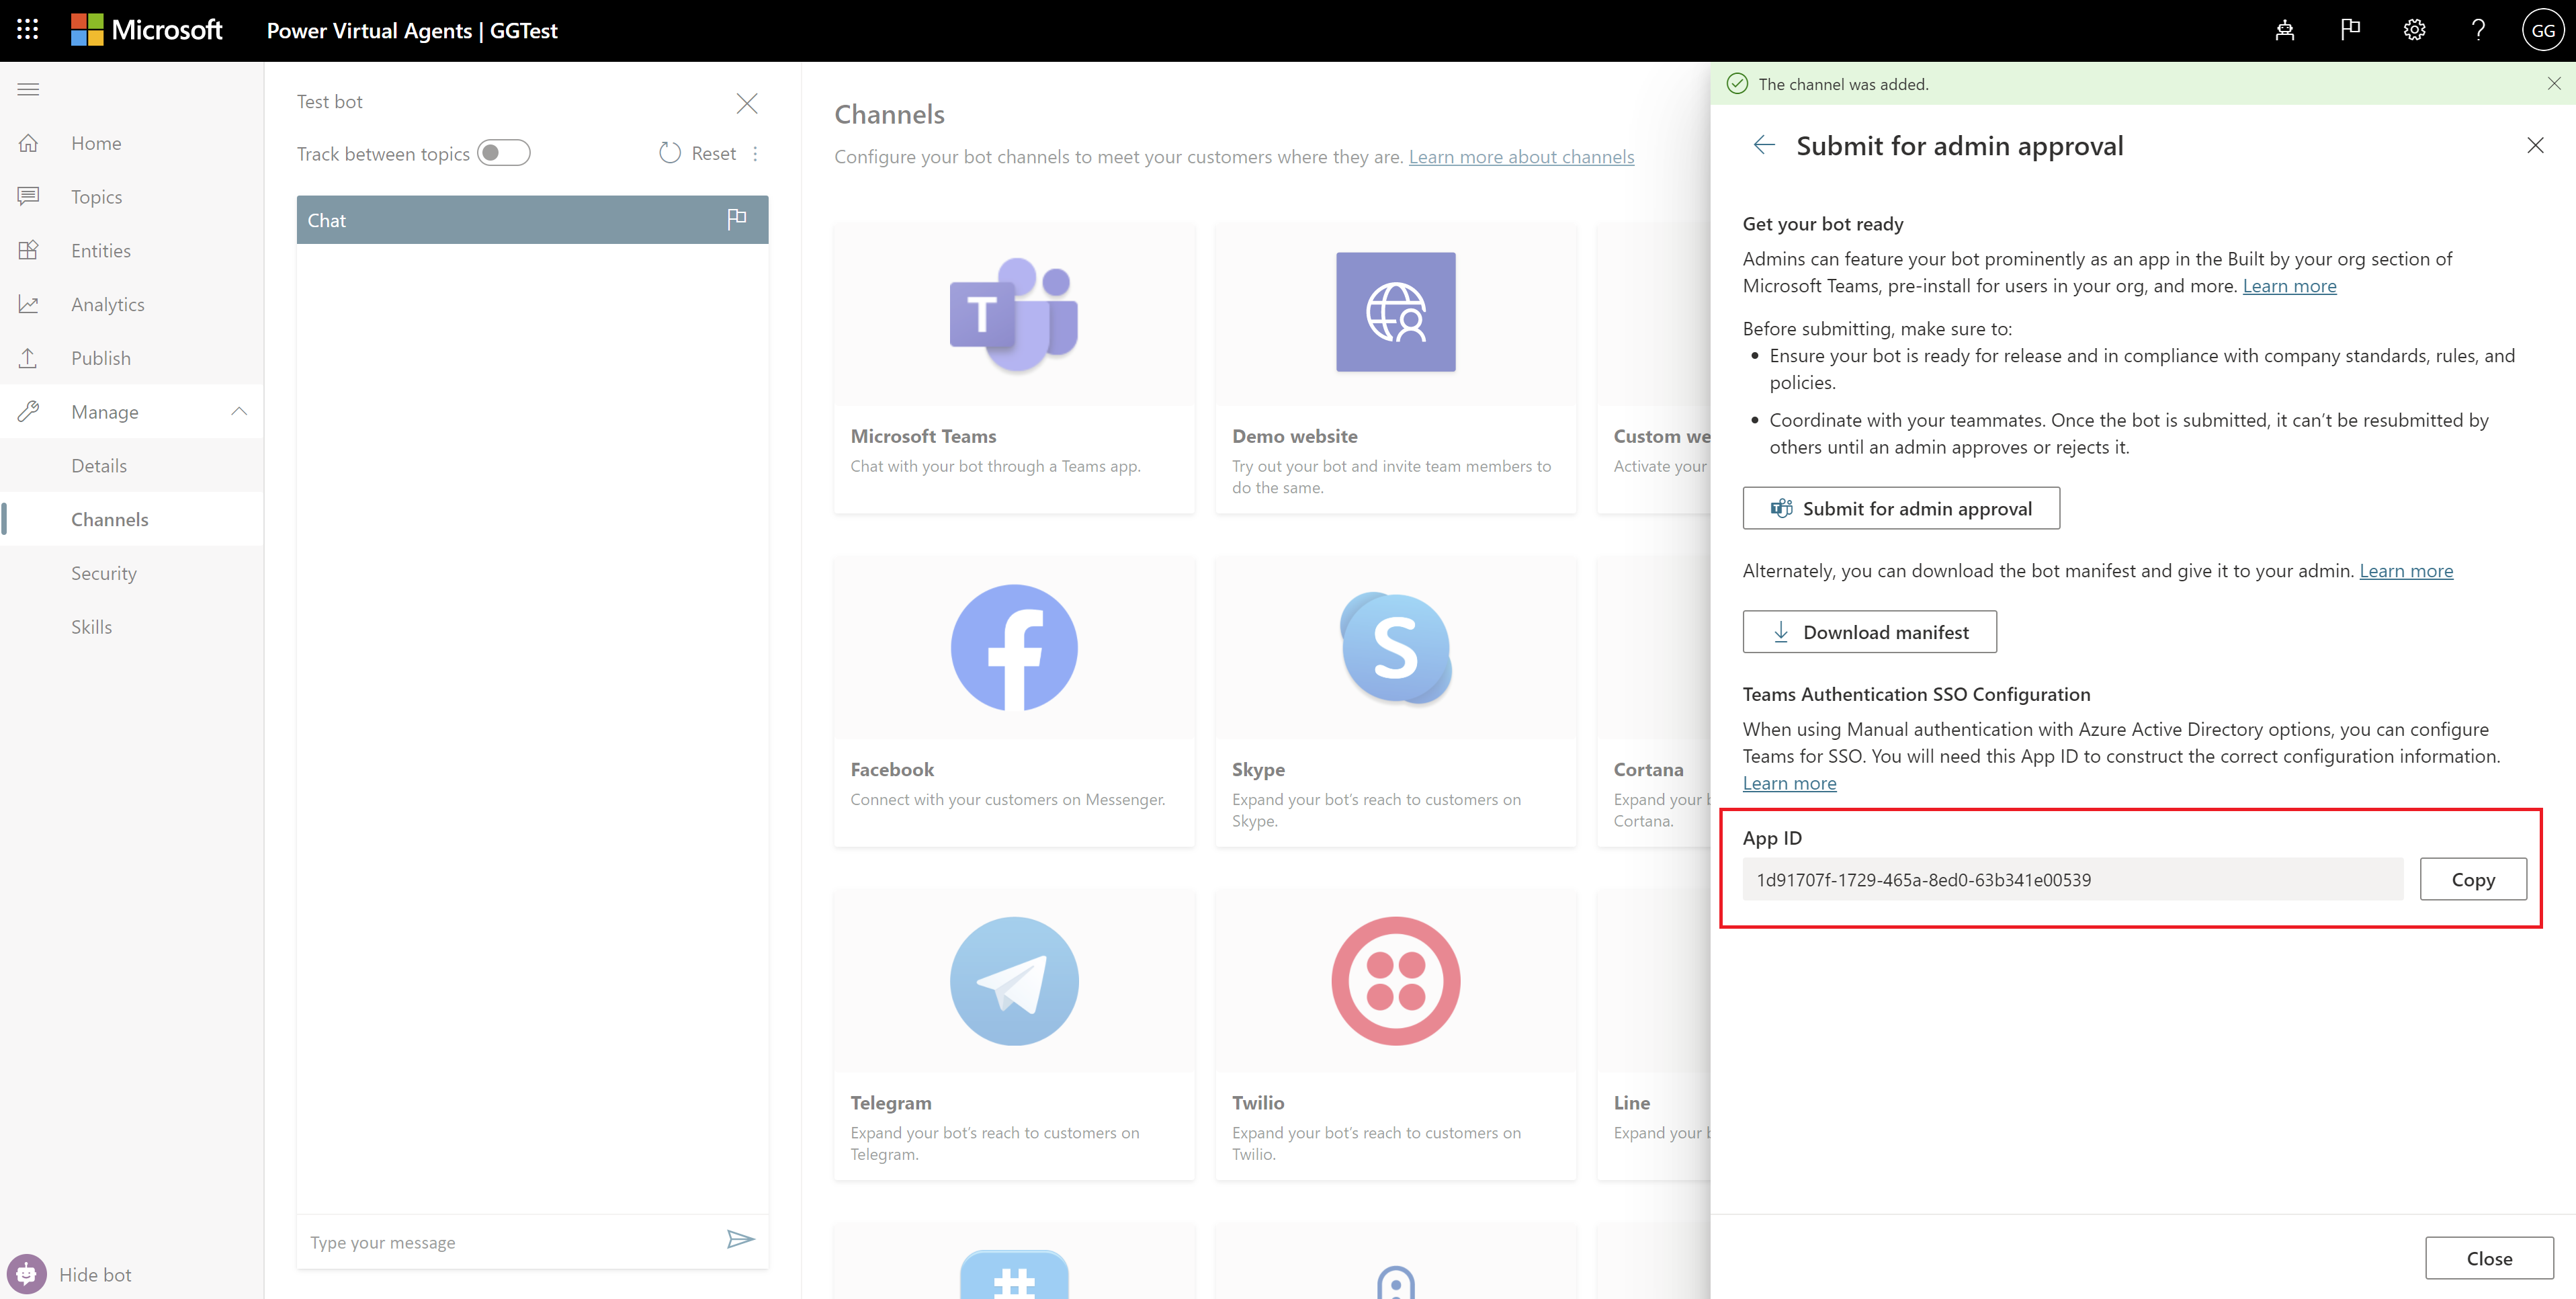 Microsoft
Power Virtual Agents | GGTest
GG
Home
Topics
Entities
Analytics
Publish
Manage
Details
Channels
Security
Skills
Hide bot
Test bot
Track between topics
Reset
Chat
Type your message
Channels
Configure your bot channels to meet your customers where they are. Learn more about channels
T
Microsoft Teams
Chat with your bot through a Teams app.
Demo website
Try out your bot and invite team members to
do the same.
Custom we
Activate your
Facebook
Connect with your customers on Messenger.
S
Skype
Expand your bot's reach to customers on
Skype.
Cortana
Expand your b
Cortana.
Telegram
Expand your bot's reach to customers on
Telegram.
Twilio
Expand your bot's reach to customers on
Twilio.
Line
Expand your b
The channel was added.
Submit for admin approval
Get your bot ready
Admins can feature your bot prominently as an app in the Built by your org section of
Microsoft Teams, pre-install for users in your org, and more. Learn more
Before submitting, make sure to:
• Ensure your bot is ready for release and in compliance with company standards, rules, and
policies.
• Coordinate with your teammates. Once the bot is submitted, it can't be resubmitted by
others until an admin approves or rejects it.
Submit for admin approval
Alternately, you can download the bot manifest and give it to your admin. Learn more
Download manifest
Teams Authentication SSO Configuration
When using Manual authentication with Azure Active Directory options, you can configure
Teams for SSO. You will need this App ID to construct the correct configuration information.
Learn more
App ID
1d91707f-1729-465a-8ed0-63b341e00539
Copy
Close